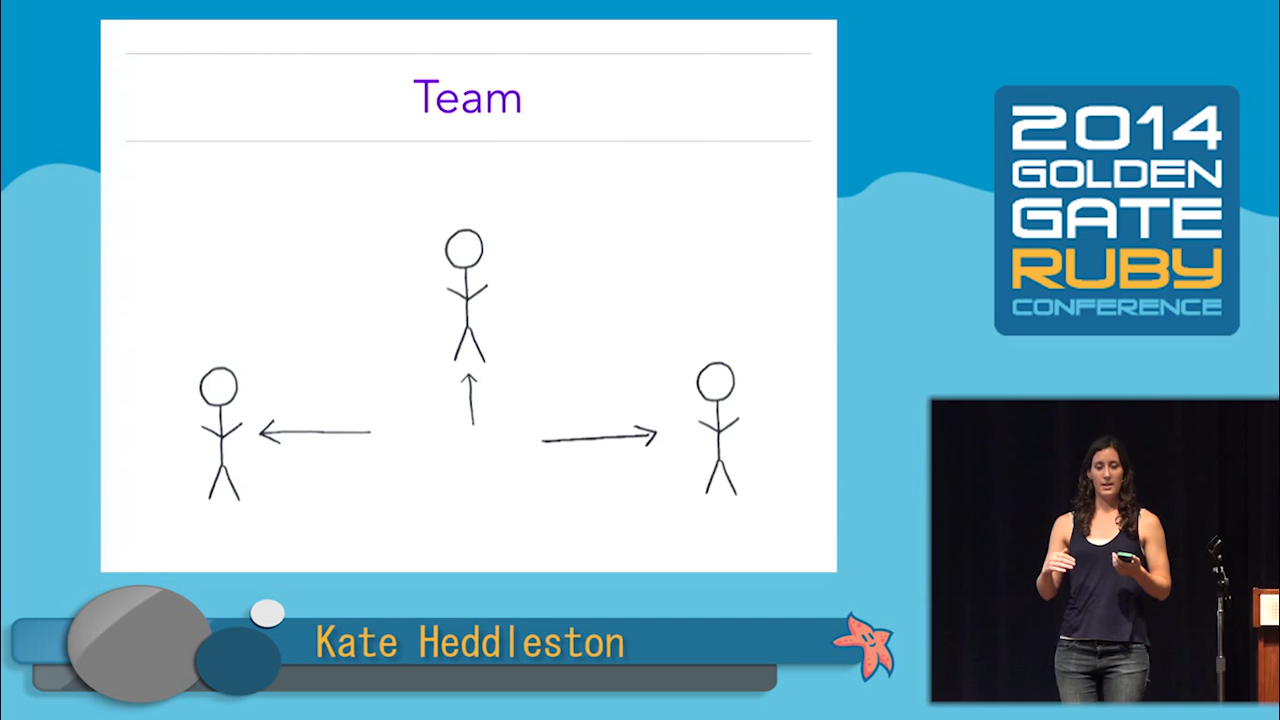 Team
2014
GOLDEN
GATE
RUBY
CONFERENCE
Kate Heddleston